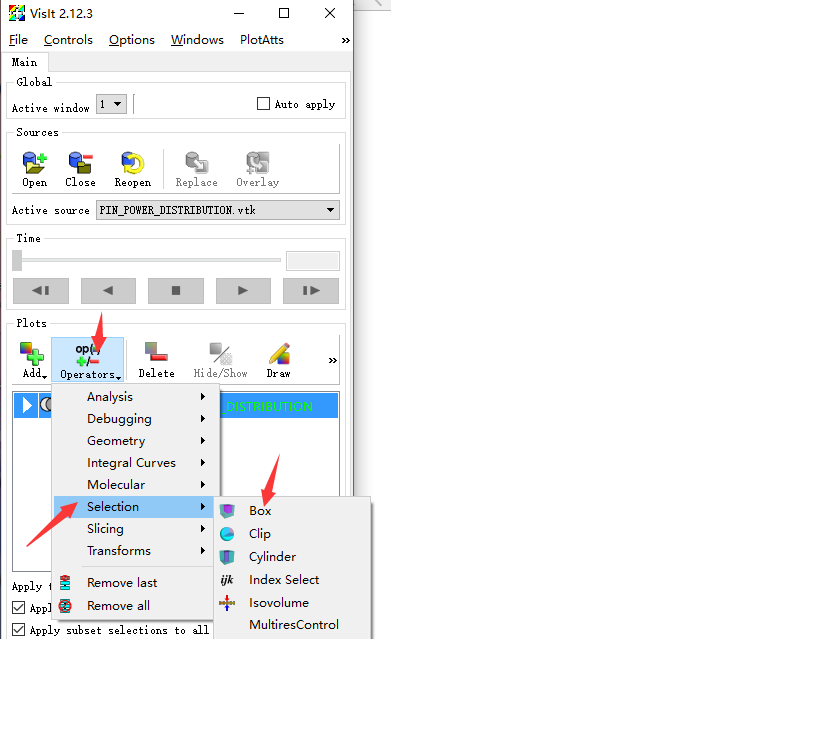 VisIt 2.12.3
File Controls Options Windows PlotAtts »
Main
Global
Active window 1 Auto apply
Sources
Open Close Reopen Replace Overlay
Active source PIN_POWER_DISTRIBUTION.vtk
Time
Plots
op( +/-
Add Operators Delete Hide/Show Draw »
DISTRIBUTION
Analysis
Debugging
Geometry
Integral Curves
Molecular
Selection
Slicing
Transforms
Remove last
Remove all
Box
Clip
Cylinder
ijk Index Select
Isovolume
MultiresControl
Apply
Appl
Apply subset selections to all